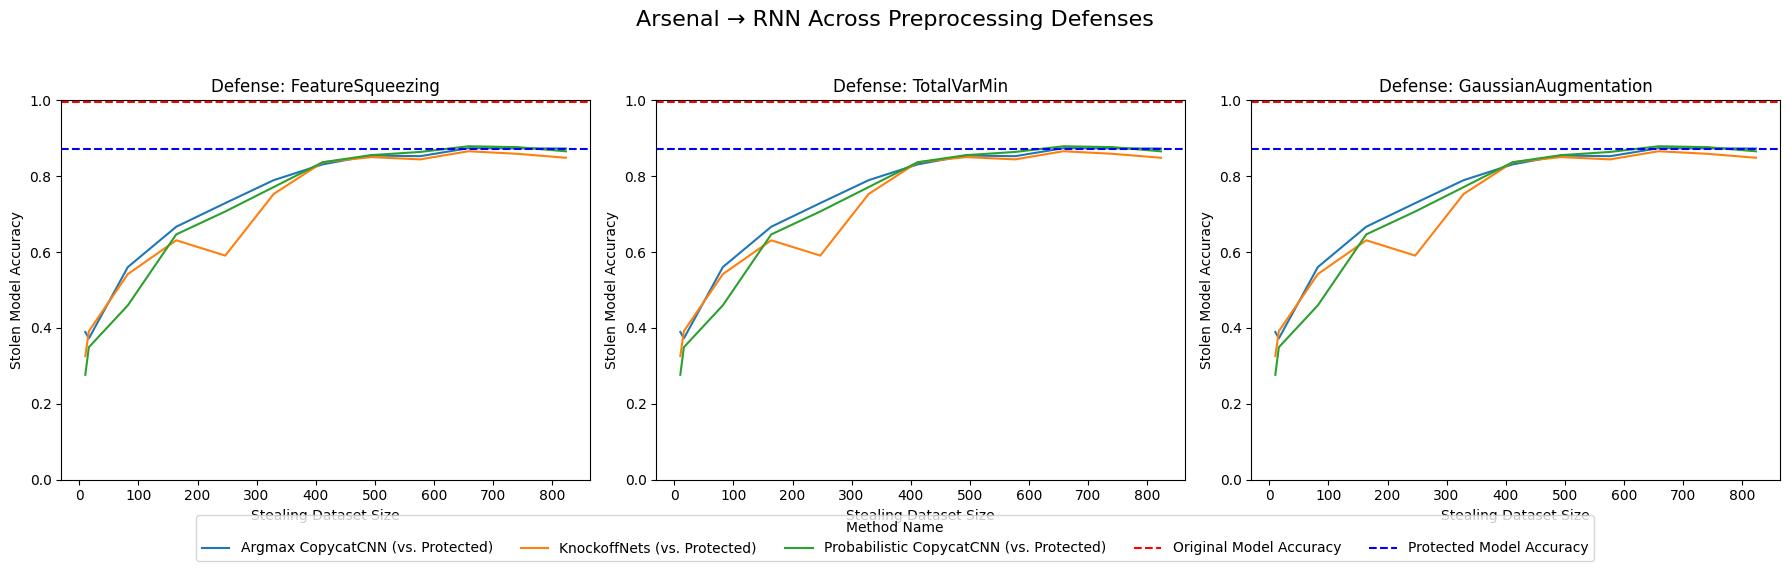 Arsenal → RNN Across Preprocessing Defenses
Defense: FeatureSqueezing
Stolen Model Accuracy
1.0
0.8
0.6
0.4
0.2
0.0
0 100 200 300 400 500 600 700 800
Stealing Dataset Size
Defense: TotalVarMin
Stolen Model Accuracy
1.0
0.8
0.6
0.4
0.2
0.0
0 100 200 300 400 500 600 700 800
Stealing Dataset Size
Defense: GaussianAugmentation
Stolen Model Accuracy
1.0
0.8
0.6
0.4
0.2
0.0
0 100 200 300 400 500 600 700 800
Stealing Dataset Size
Method Name
Argmax CopycatCNN (vs. Protected) KnockoffNets (vs. Protected) Probabilistic CopycatCNN (vs. Protected) Original Model Accuracy Protected Model Accuracy